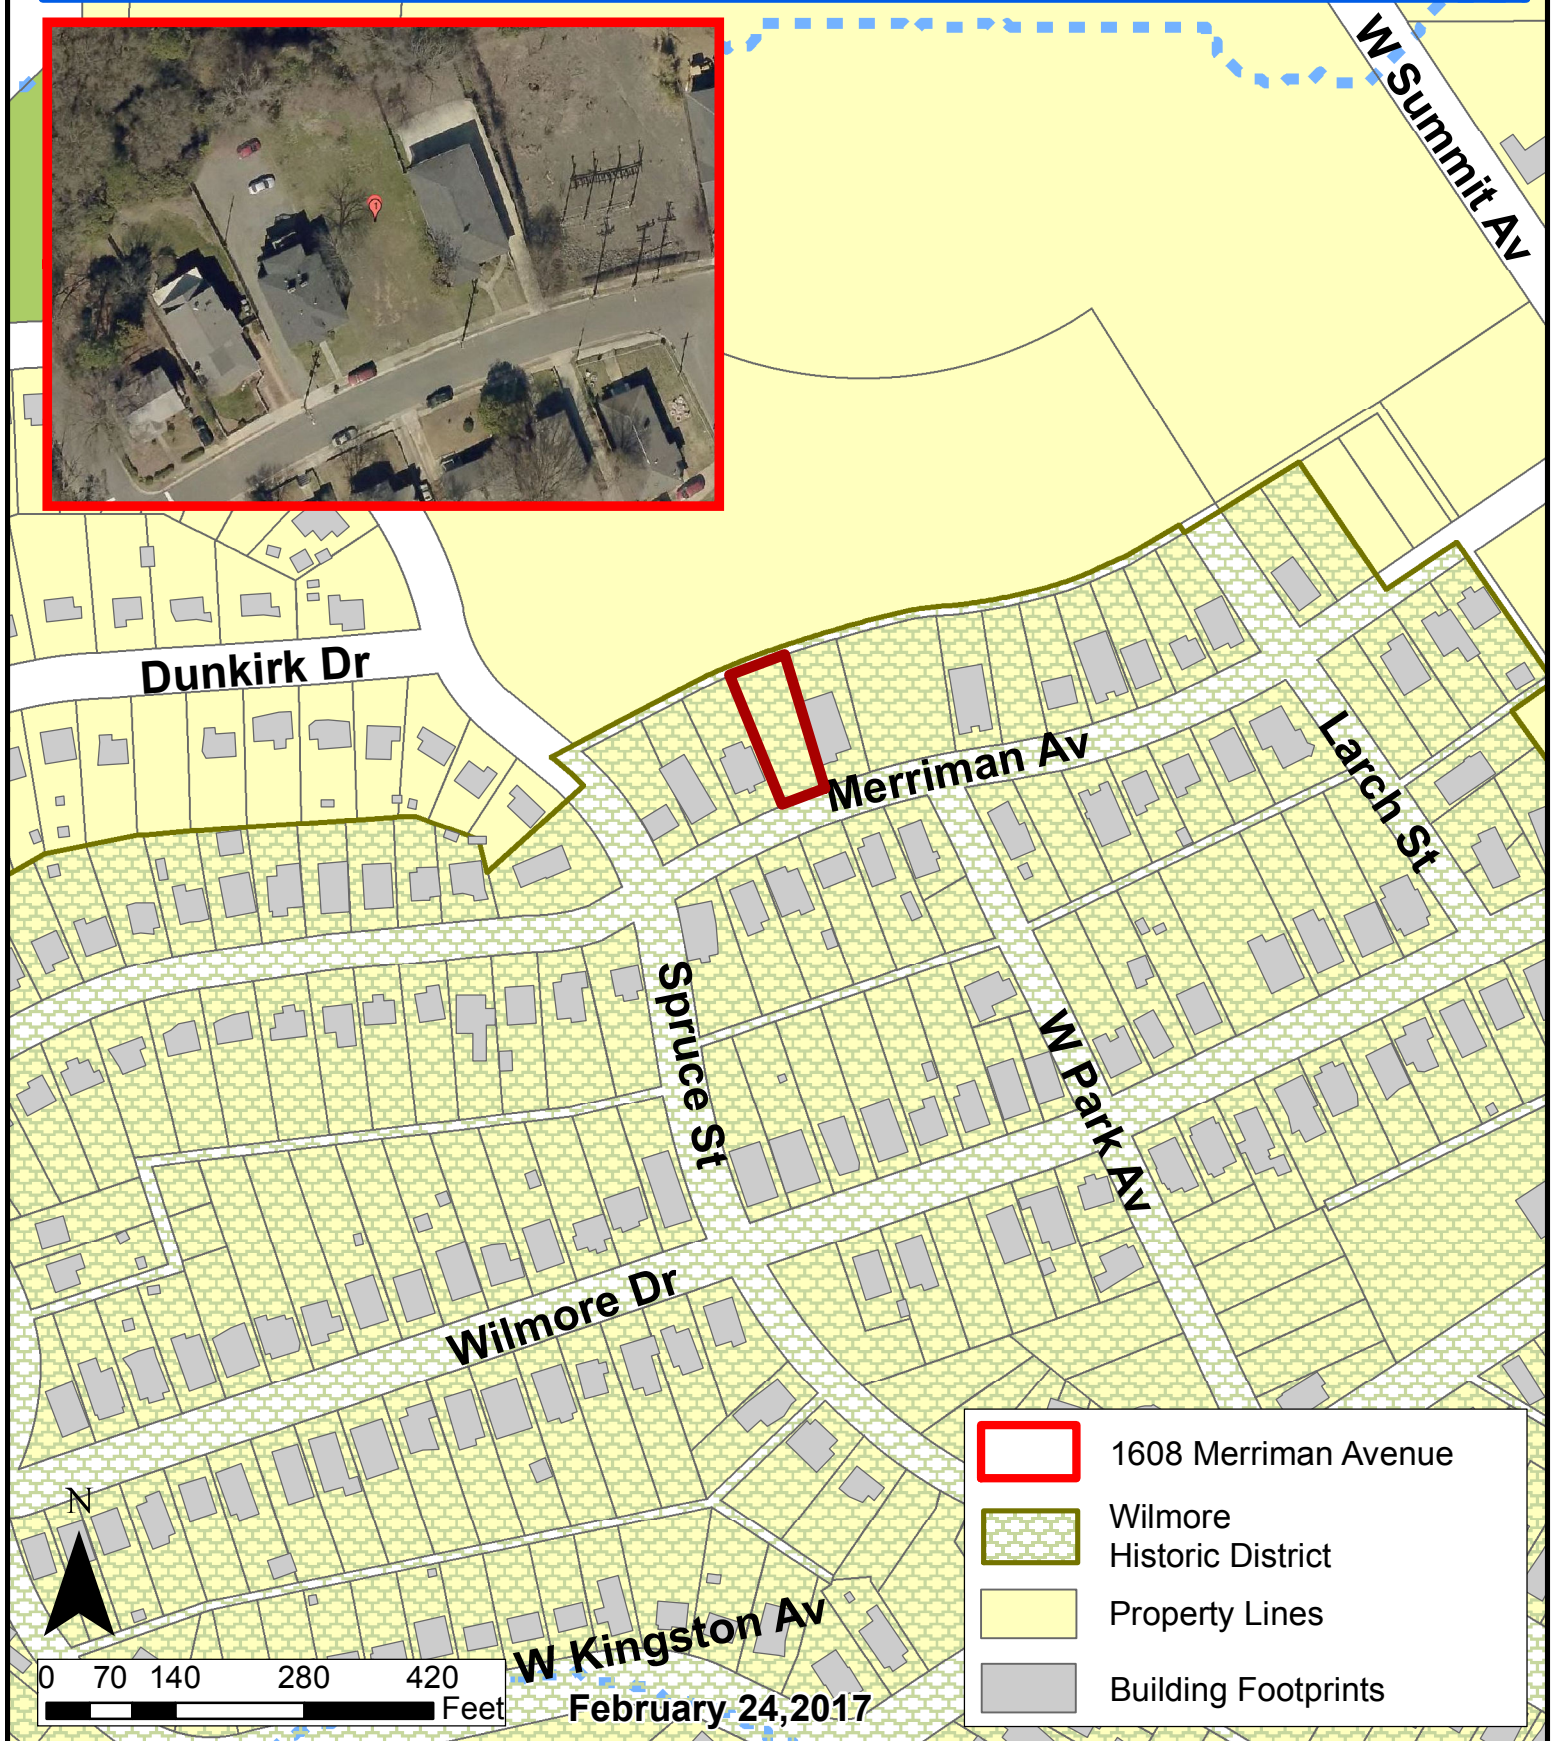 W Summit Av
1
Dunkirk Dr
Merriman Av
Larch St
Spruce St
W Park Av
Wilmore Dr
W Kingston Av
N
0 70 140 280 420
Feet
February 24,2017
1608 Merriman Avenue
Wilmore
Historic District
Property Lines
Building Footprints